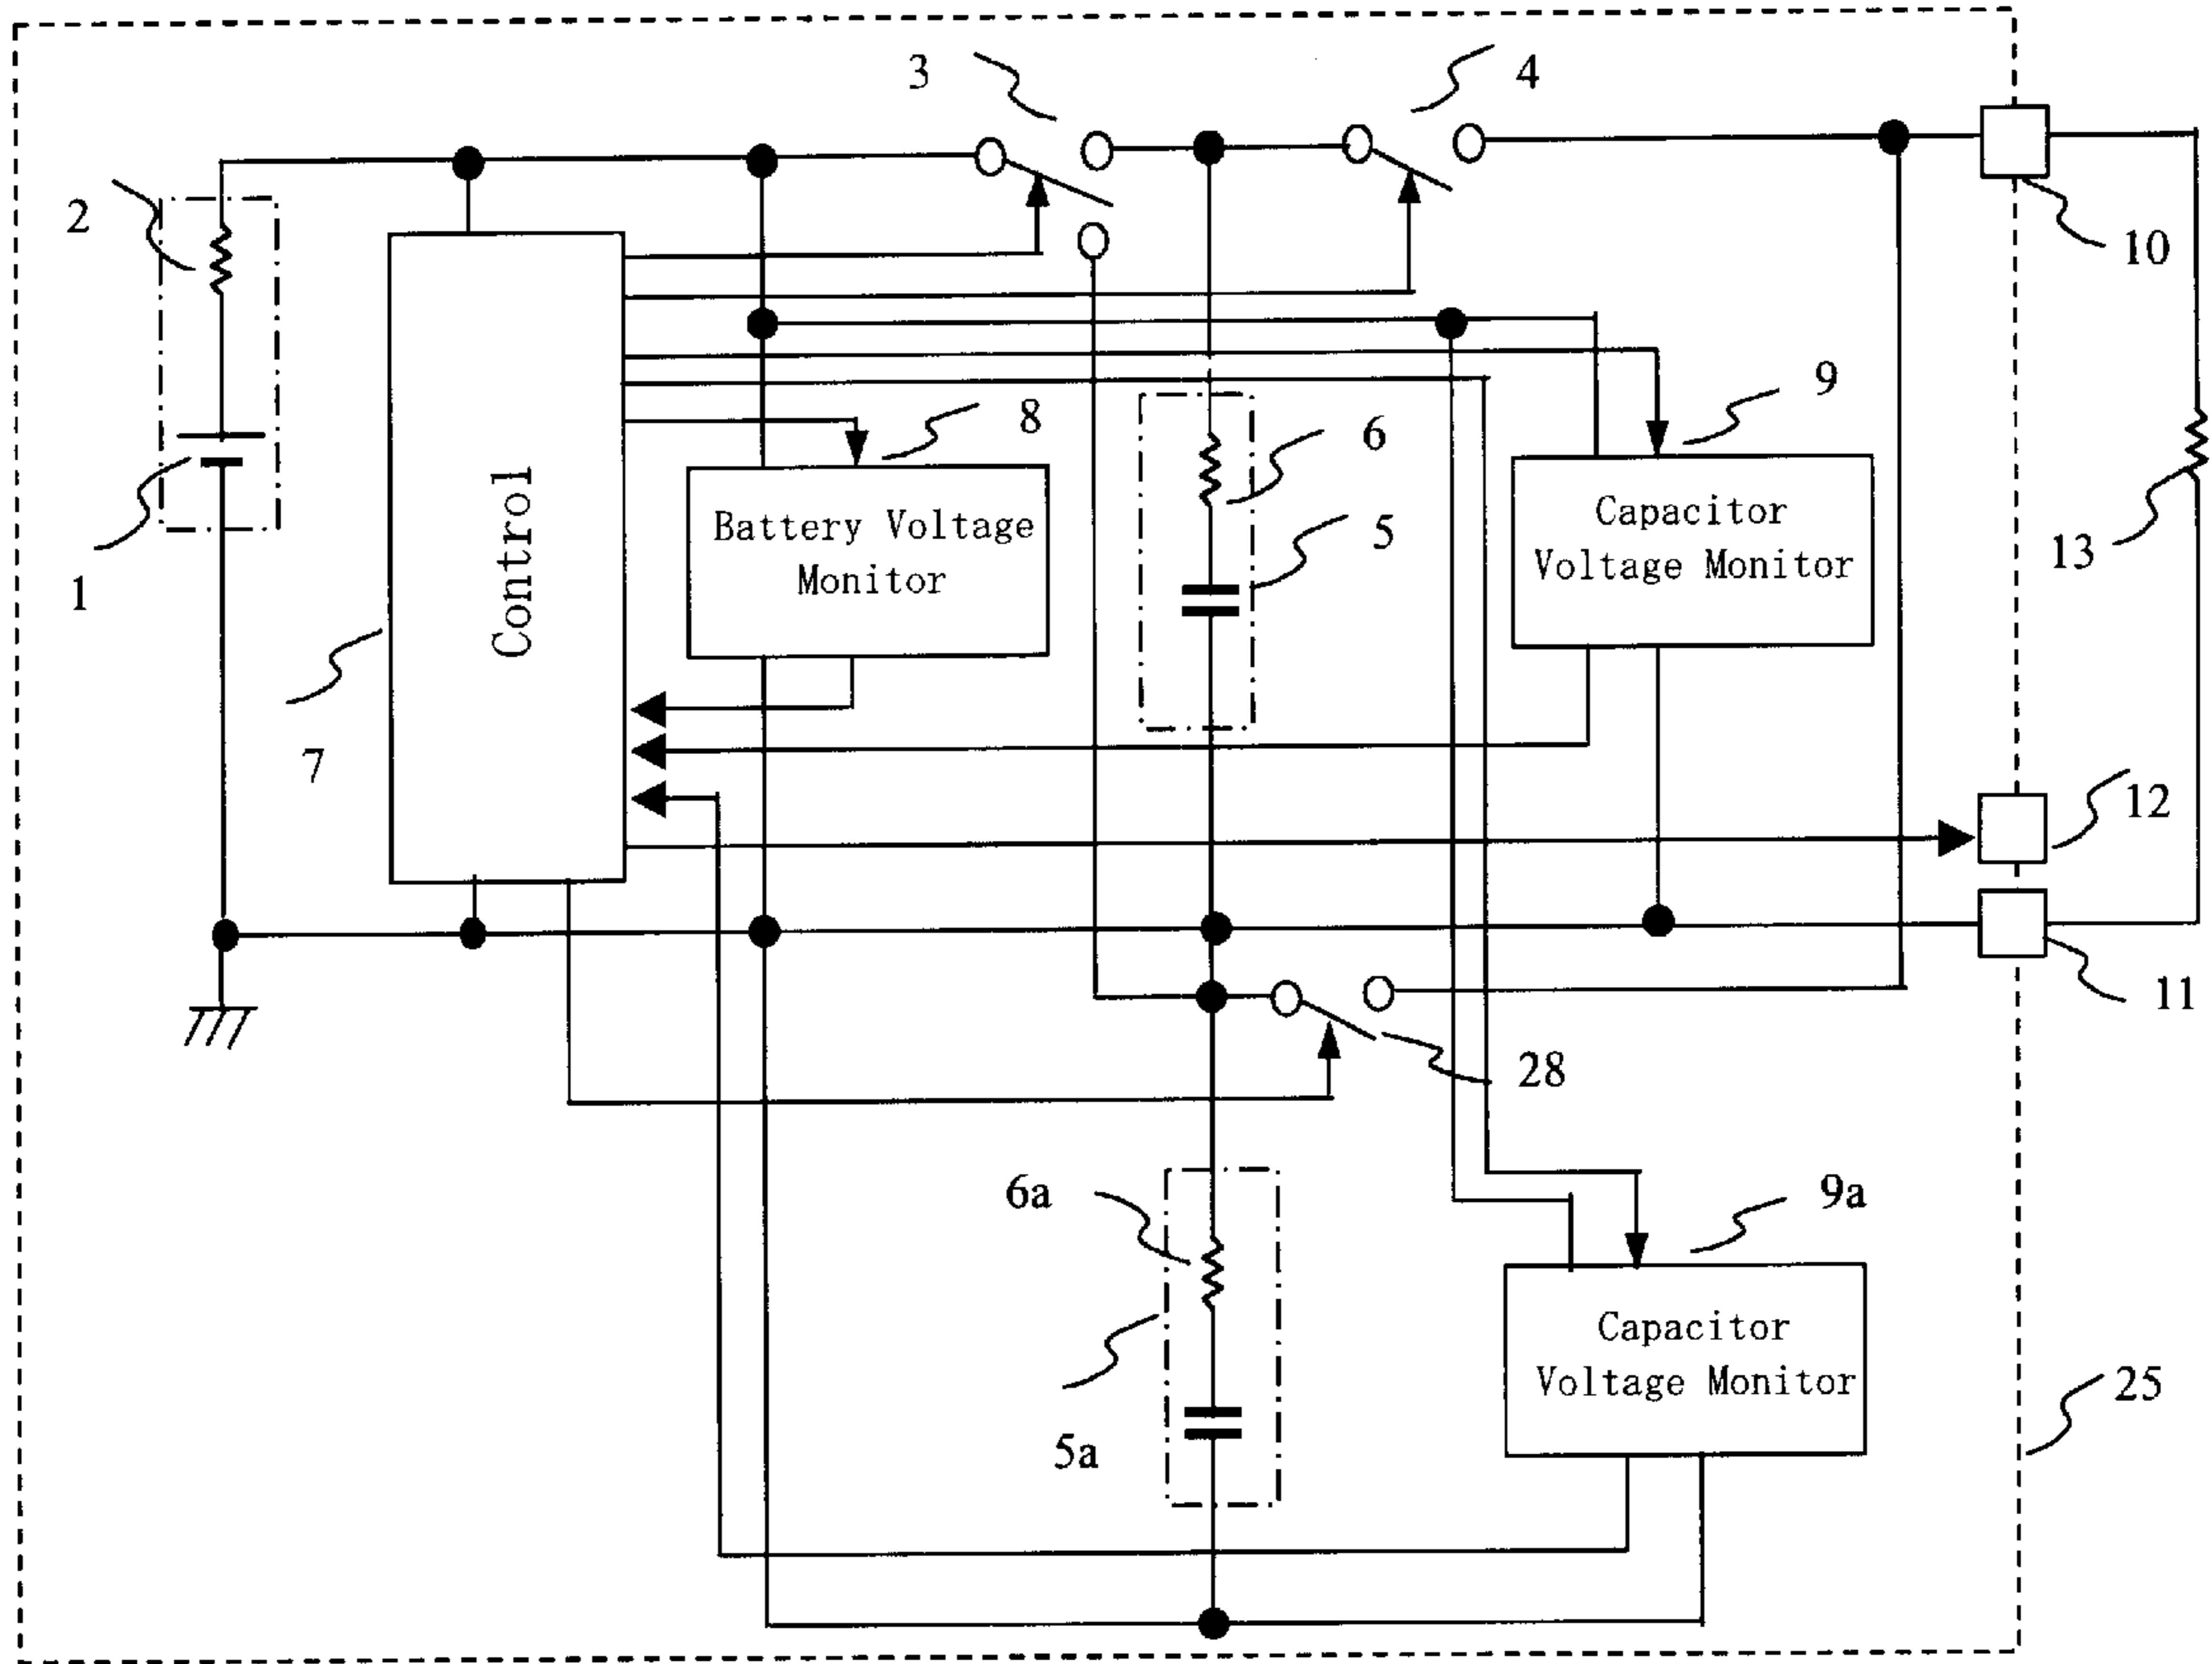 3
4
2
10
9
8
6
Battery Voltage
Monitor
Capacitor
Voltage Monitor
5
13
1
Control
7
12
11
28
6a
9a
Capacitor
Voltage Monitor
25
5a